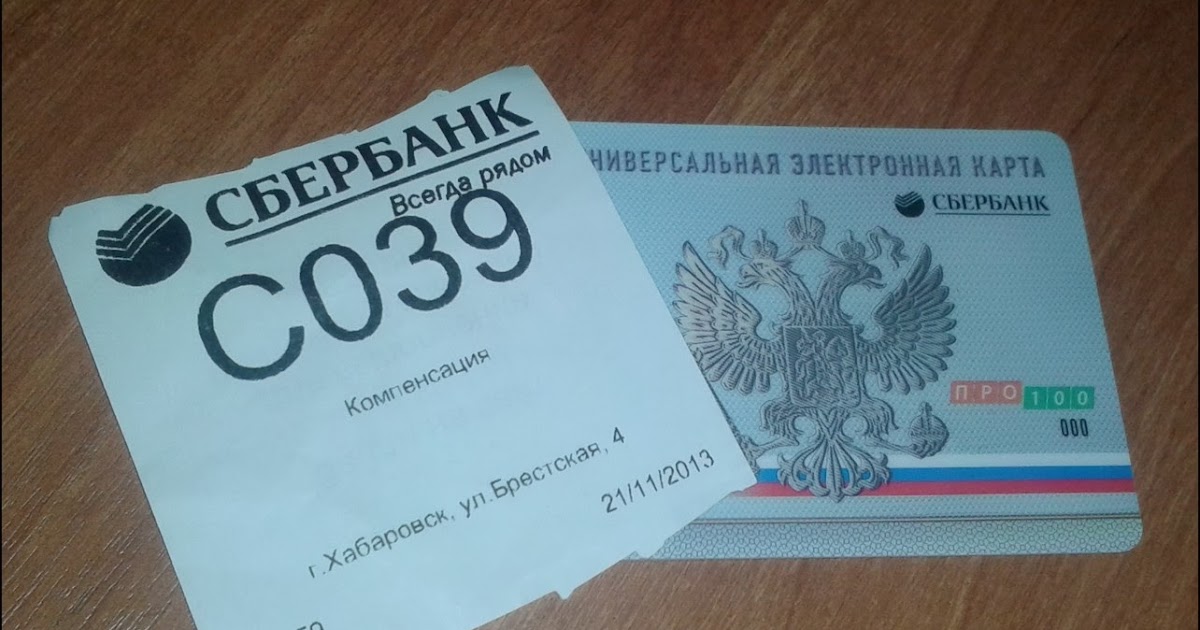 СБЕРБАНК
Всегда рядом
С039
Компенсация
г.Хабаровск, ул.Брестская, 4
21/11/2013
НИВЕРСАЛЬНАЯ ЭЛЕКТРОННАЯ КАРТА
СБЕРБАНК
ПРО100
000